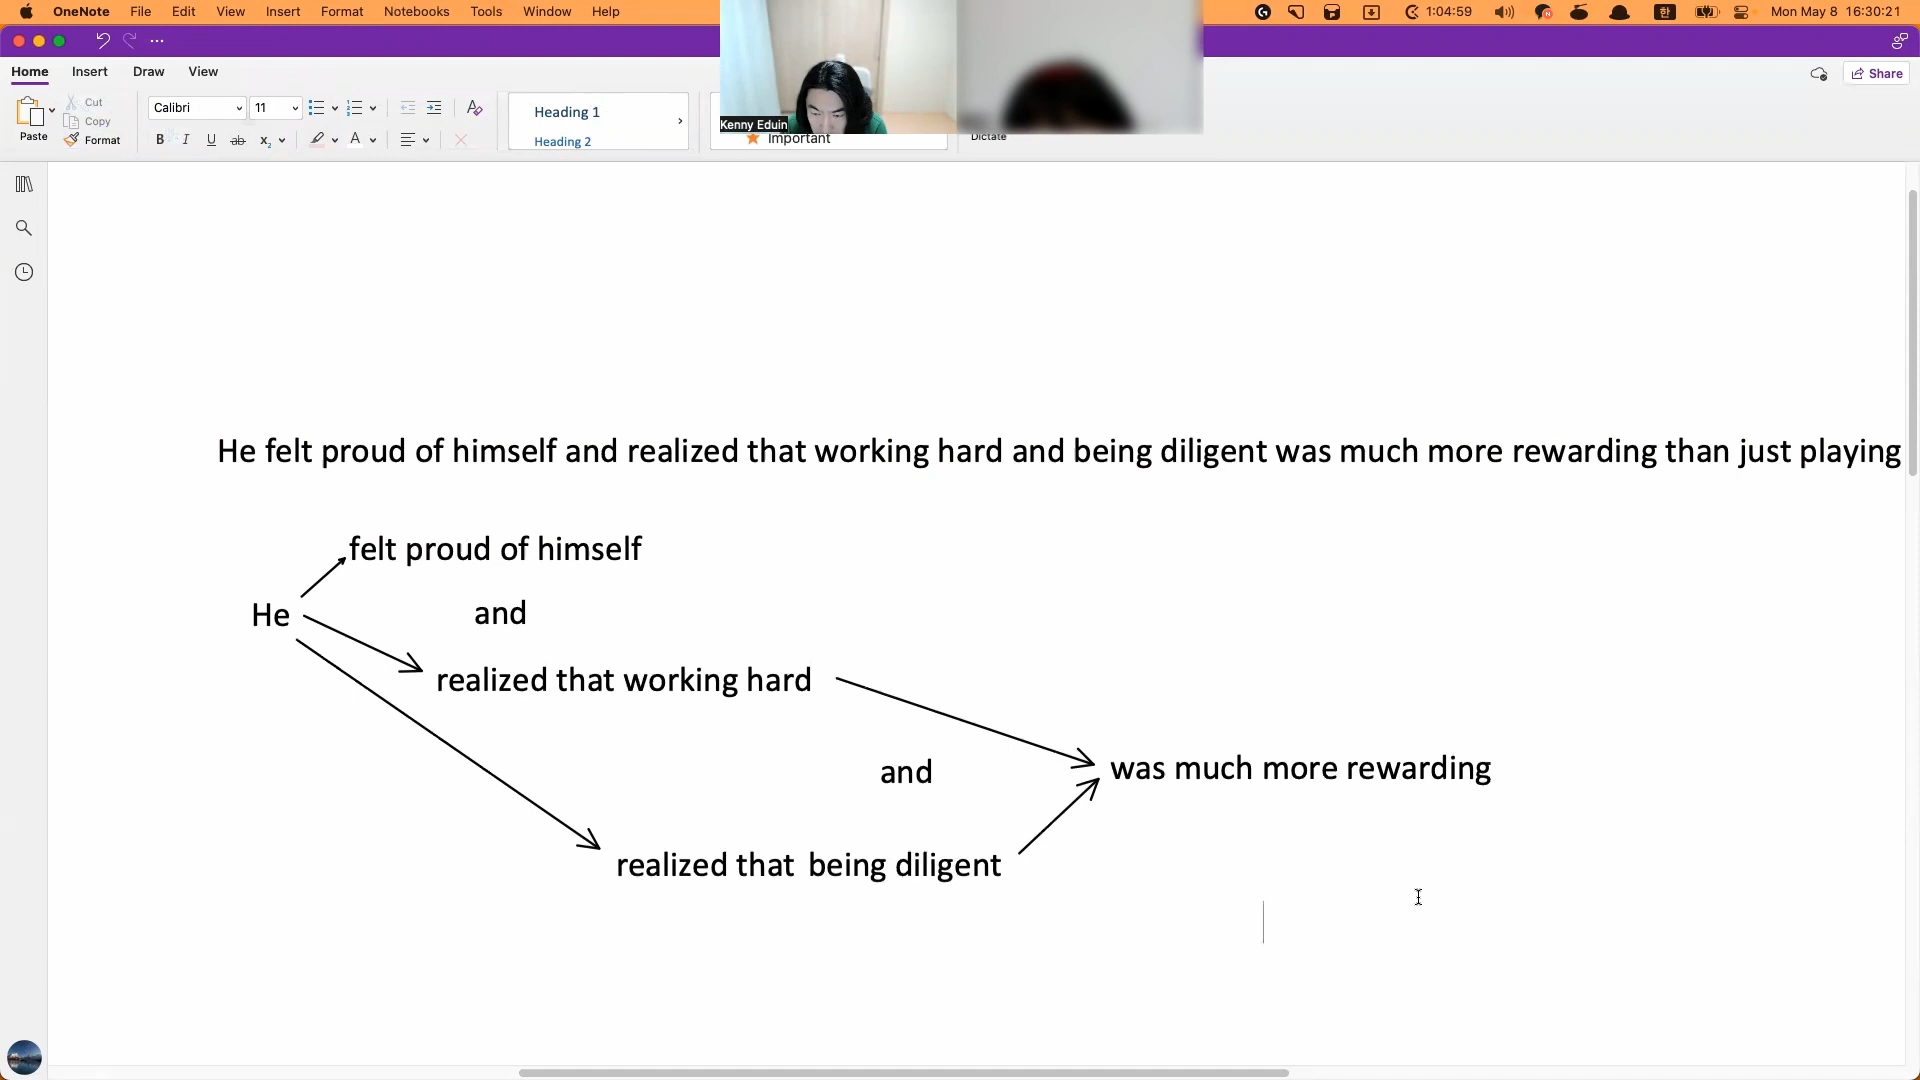 OneNote File Edit View Insert Format Notebooks Tools Window Help 1:04:59 한 Mon May 8 16:30:21
Home Insert Draw View Share
Paste Cut Copy Format Calibri 11 Heading 1 Heading 2 Important Dictate
B I U ab x₂ A
Kenny Eduin
He felt proud of himself and realized that working hard and being diligent was much more rewarding than just playing
felt proud of himself
He and
realized that working hard
and was much more rewarding
realized that being diligent